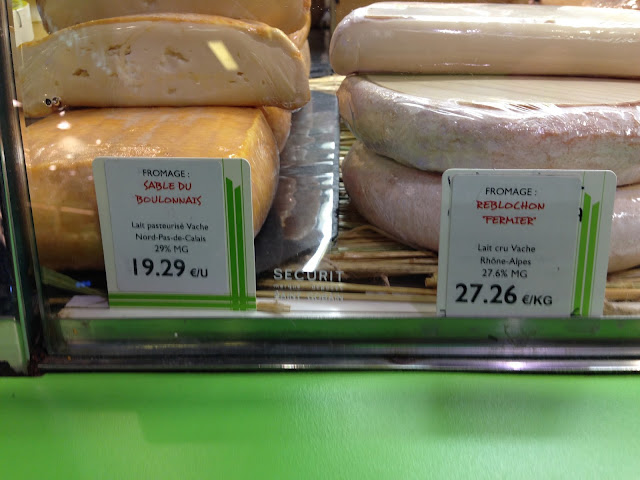 FROMAGE :
SABLE DU
BOULONNAIS
Lait pasteurisé Vache
Nord-Pas-de-Calais
29% MG
19.29 €/U
FROMAGE :
REBLOCHON
"FERMIER"
Lait cru Vache
Rhône-Alpes
27.6% MG
27.26 €/KG
SECURIT